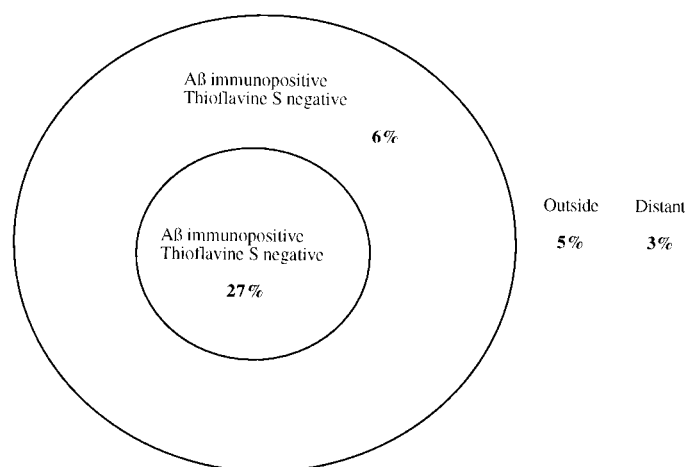 Aß immunopositive
Thioflavine S negative
6%
Outside Distant
5% 3%
Aß immunopositive
Thioflavine S negative
27%